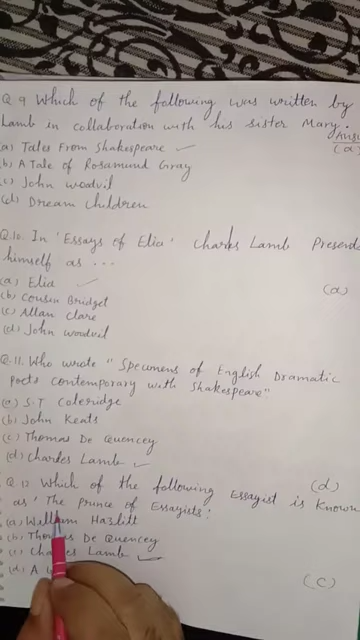 Q.9 Which of the following was written by
Lamb in collaboration with his sister Mary
(a) Tales From Shakespeare ✓
(a)
(b) A Tale of Rosamund Gray
(c) John Woodvil
(d) Dream Children
Q.10. In 'Essays of Elia' Charles Lamb Presends
himself as ...
(a) Elia ✓
(a)
(b) Cousin Bridget
(c) Allan Clare
(d) John Woodvil
Q.11. Who wrote "Specimens of English Dramatic
Poets Contemporary with Shakespeare"
(a) S.T Coleridge
(b) John Keats
(c) Thomas De Quencey
(d) Charles Lamb ✓
(d)
Q.12 Which of the following Essayist is Known
as 'The Prince of Essayists'.
(a) William Hazlitt
(b) Thomas De Quencey
(c) Charles Lamb ✓
(d) A
(c)